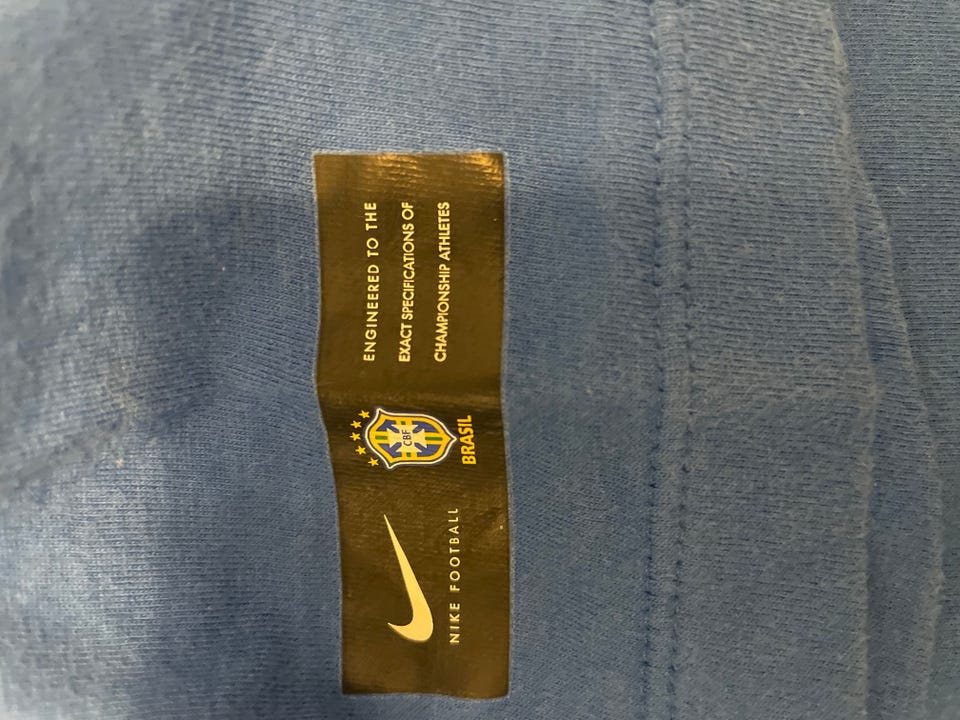 NIKE FOOTBALL
CBF
BRASIL
ENGINEERED TO THE
EXACT SPECIFICATIONS OF
CHAMPIONSHIP ATHLETES